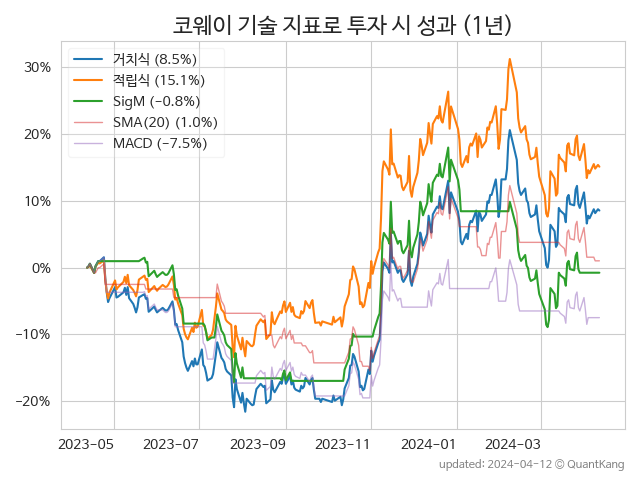 코웨이 기술 지표로 투자 시 성과 (1년)
거치식 (8.5%)
적립식 (15.1%)
SigM (−0.8%)
SMA(20) (1.0%)
MACD (−7.5%)
30%
20%
10%
0%
−10%
−20%
2023-05 2023-07 2023-09 2023-11 2024-01 2024-03
updated: 2024-04-12 © QuantKang